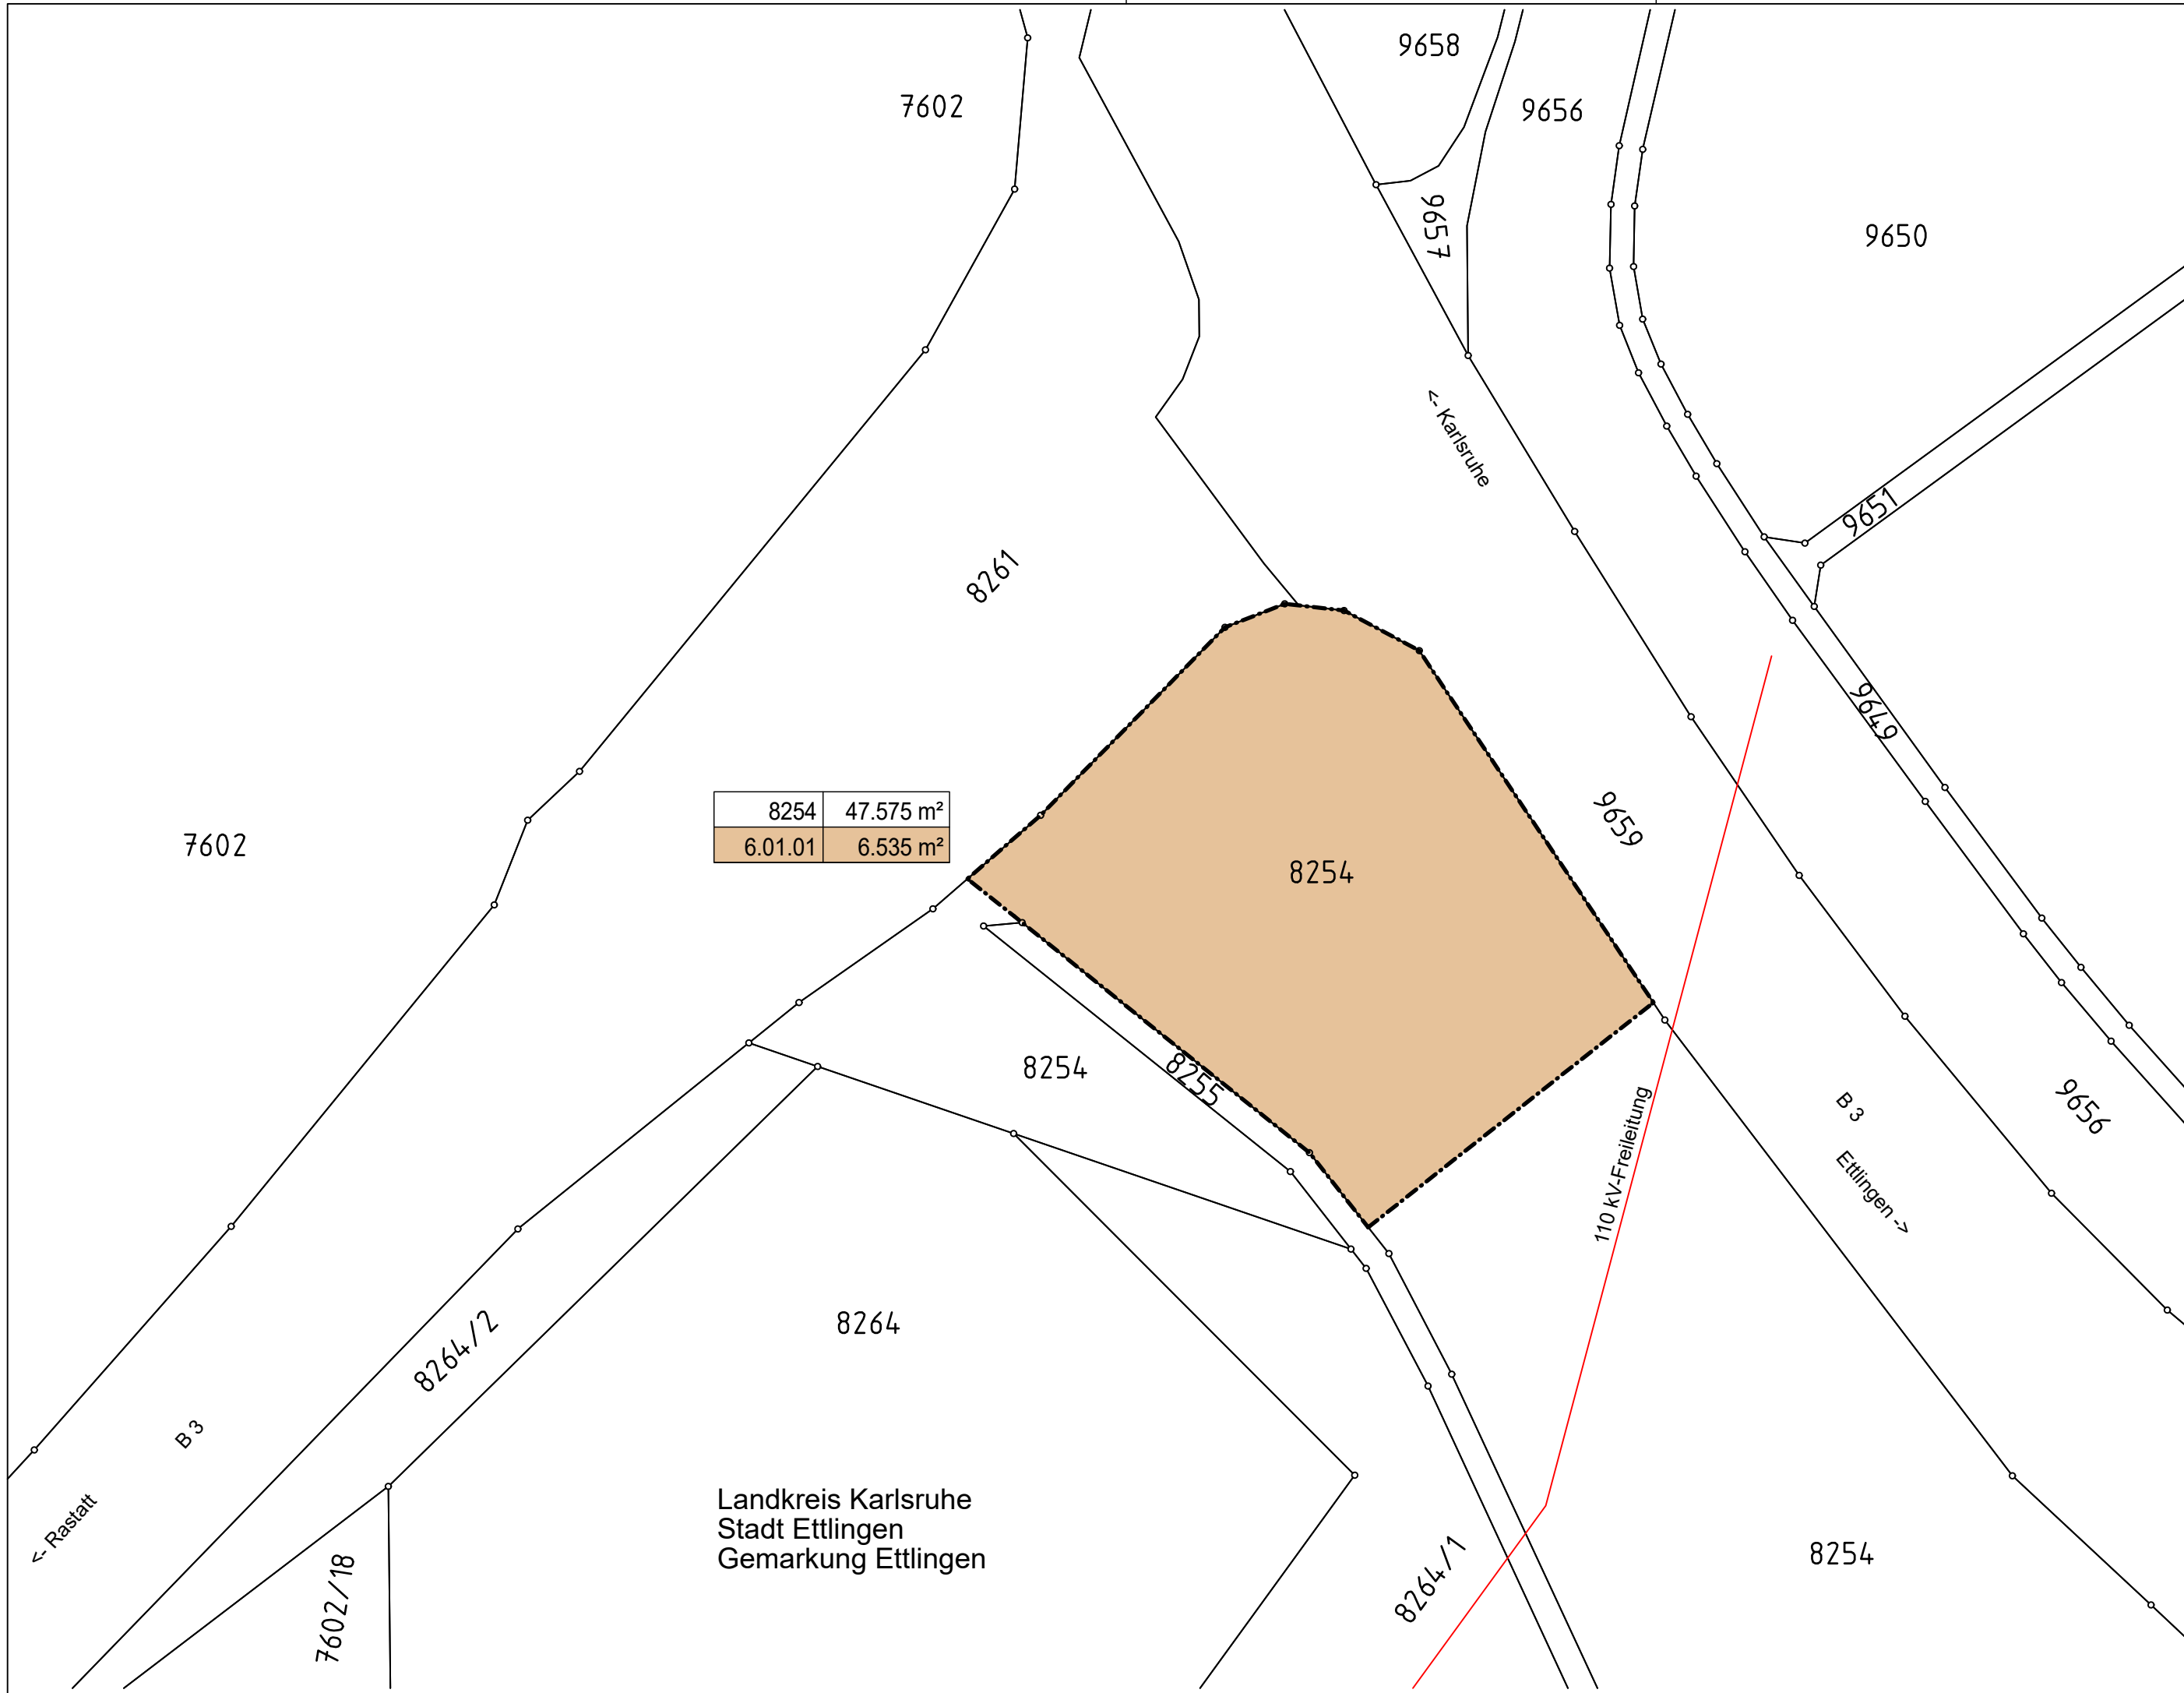 9658
7602
9656
9657
9650
<- Karlsruhe
9651
8261
9649
8254 47.575 m²
6.01.01 6.535 m²
9659
7602
8254
8254
8255
110 kV-Freileitung
B 3
9656
Ettlingen ->
8264/2
8264
B 3
<- Rastatt
Landkreis Karlsruhe
Stadt Ettlingen
Gemarkung Ettlingen
7602/18
8264/1
8254